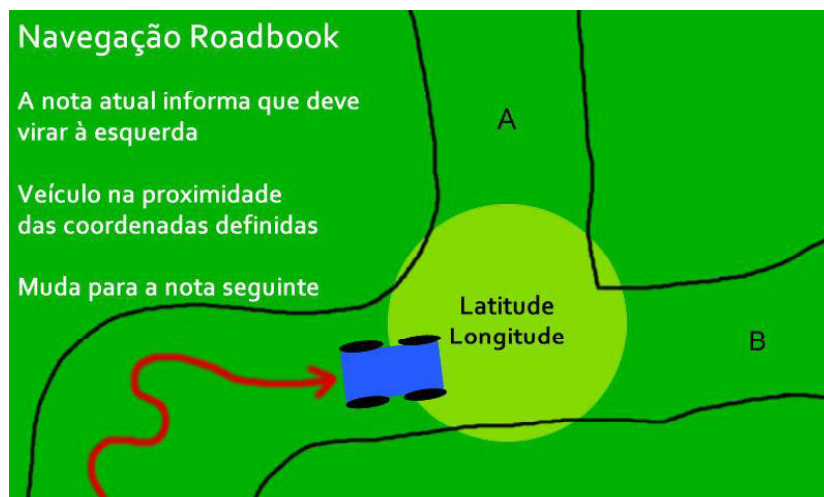 Navegação Roadbook
A nota atual informa que deve
virar à esquerda
Veículo na proximidade
das coordenadas definidas
Muda para a nota seguinte
A
Latitude
Longitude
B